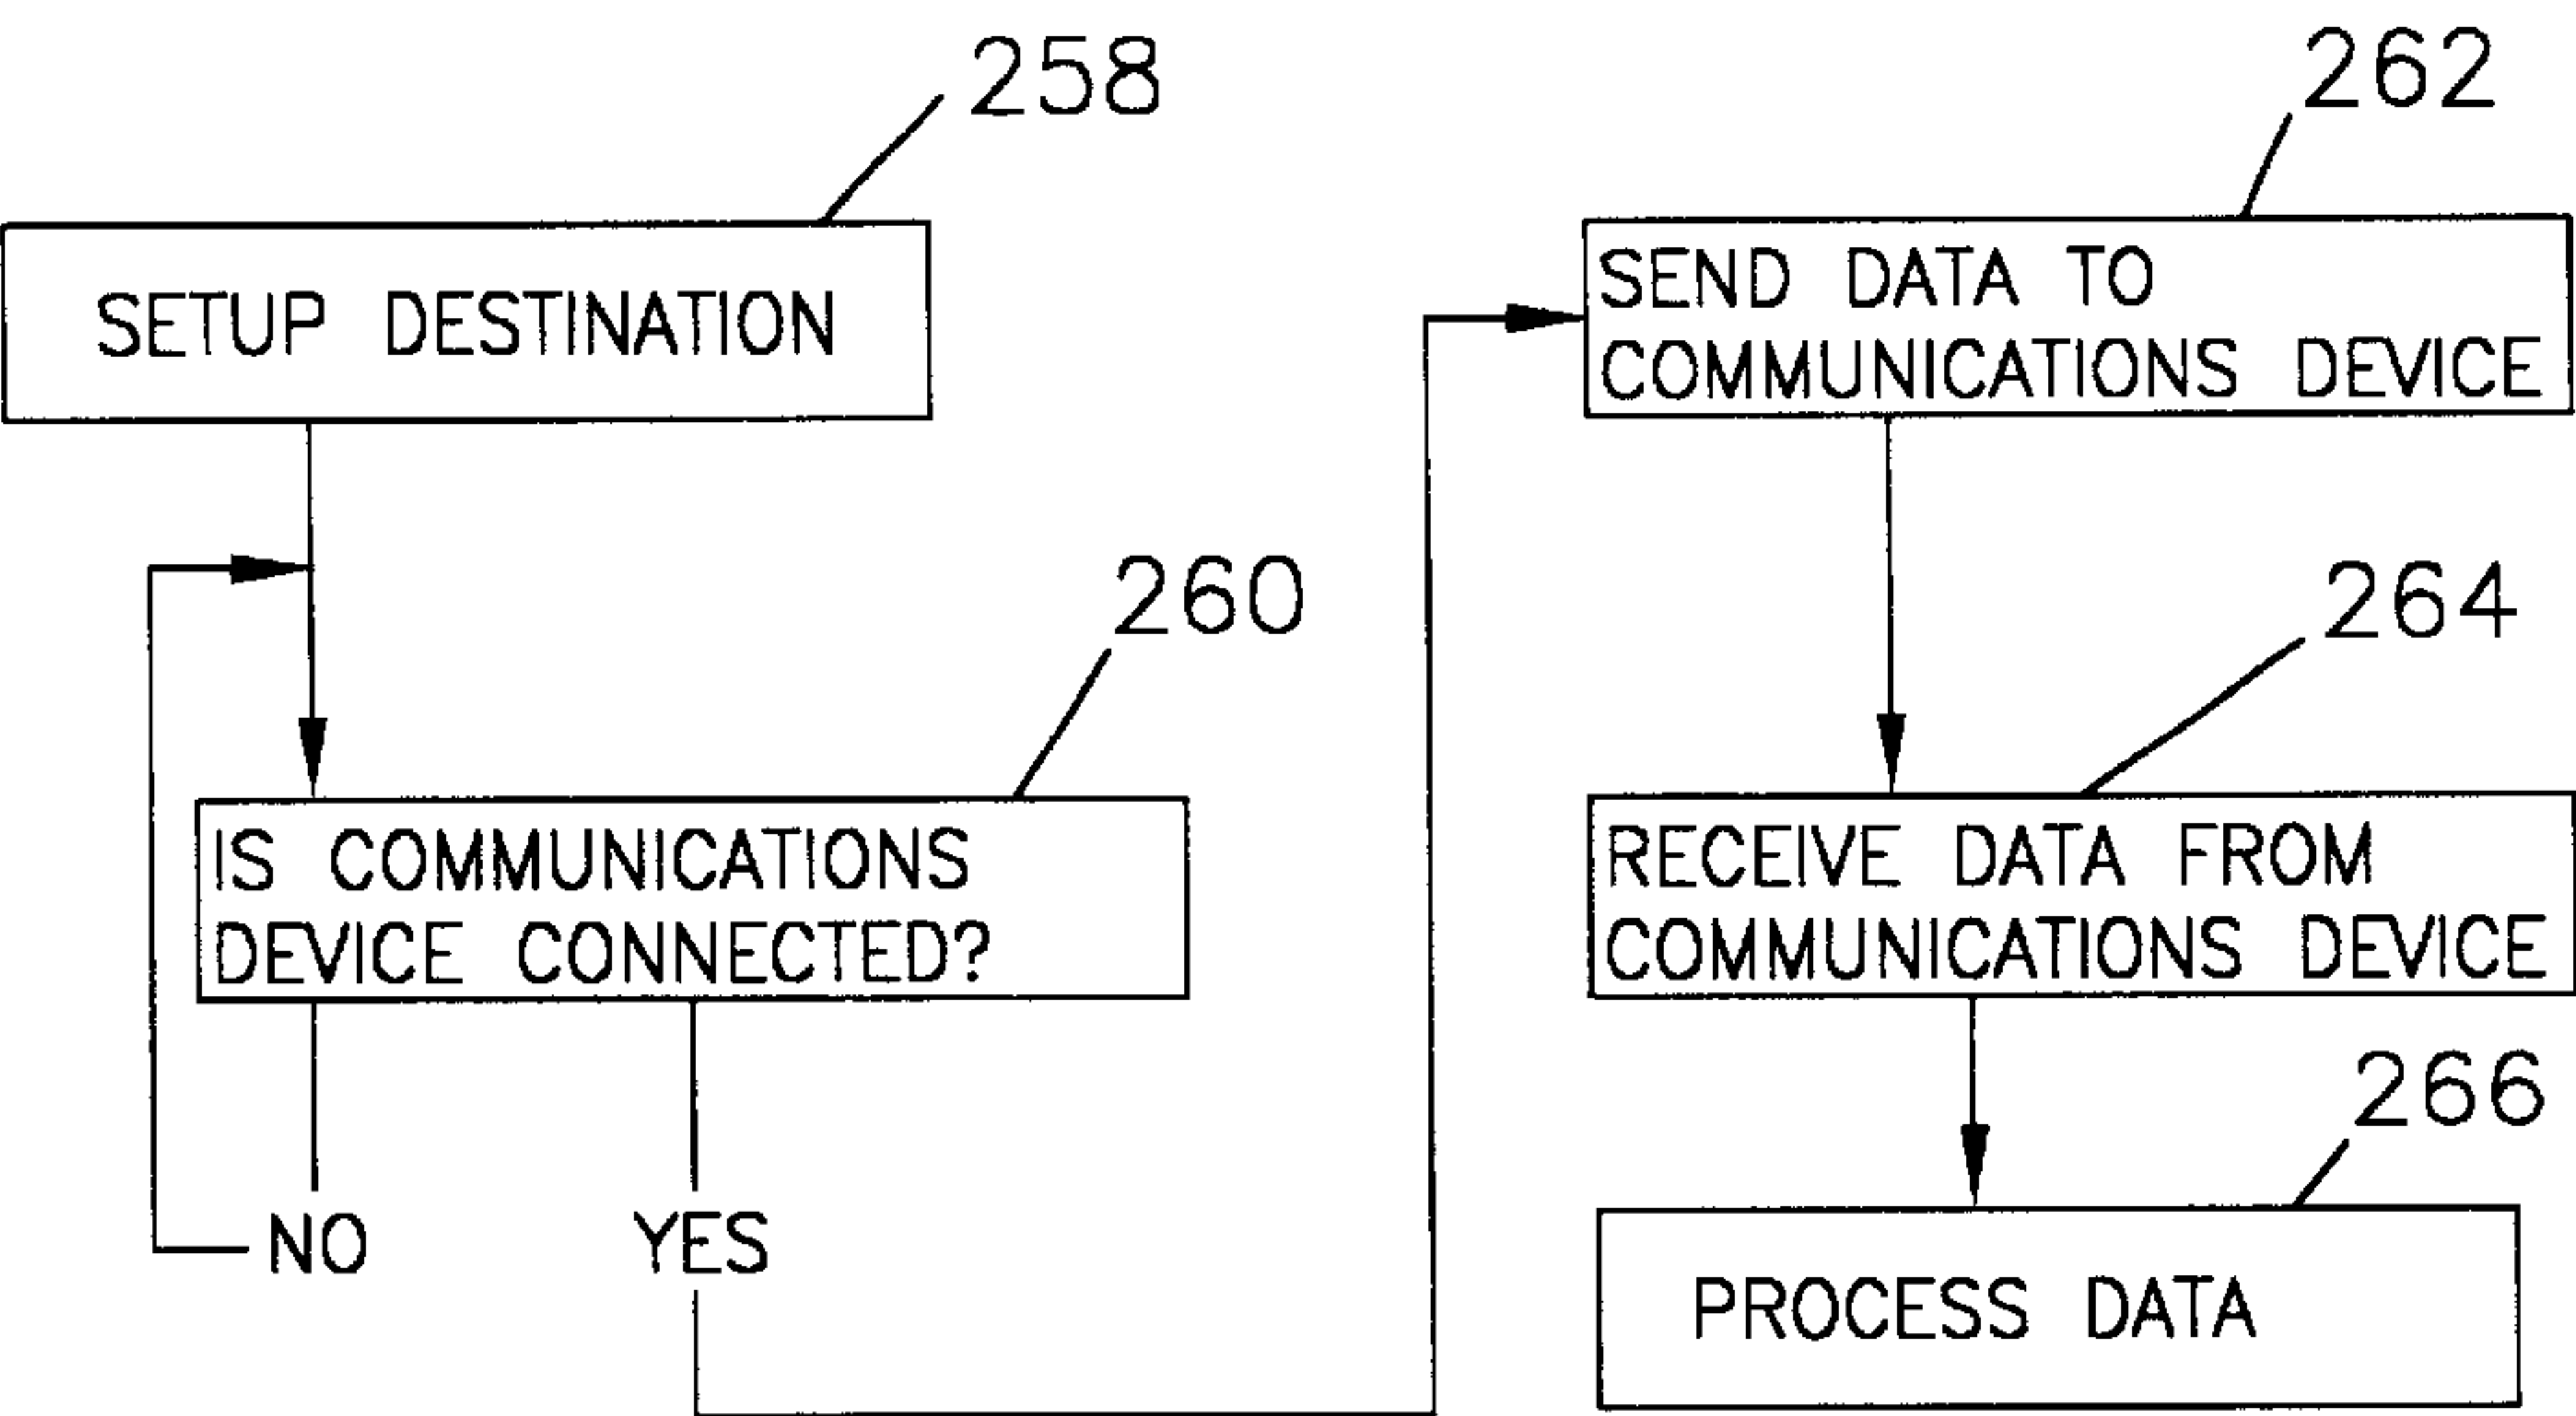 258
SETUP DESTINATION
260
IS COMMUNICATIONS
DEVICE CONNECTED?
NO
YES
262
SEND DATA TO
COMMUNICATIONS DEVICE
264
RECEIVE DATA FROM
COMMUNICATIONS DEVICE
266
PROCESS DATA